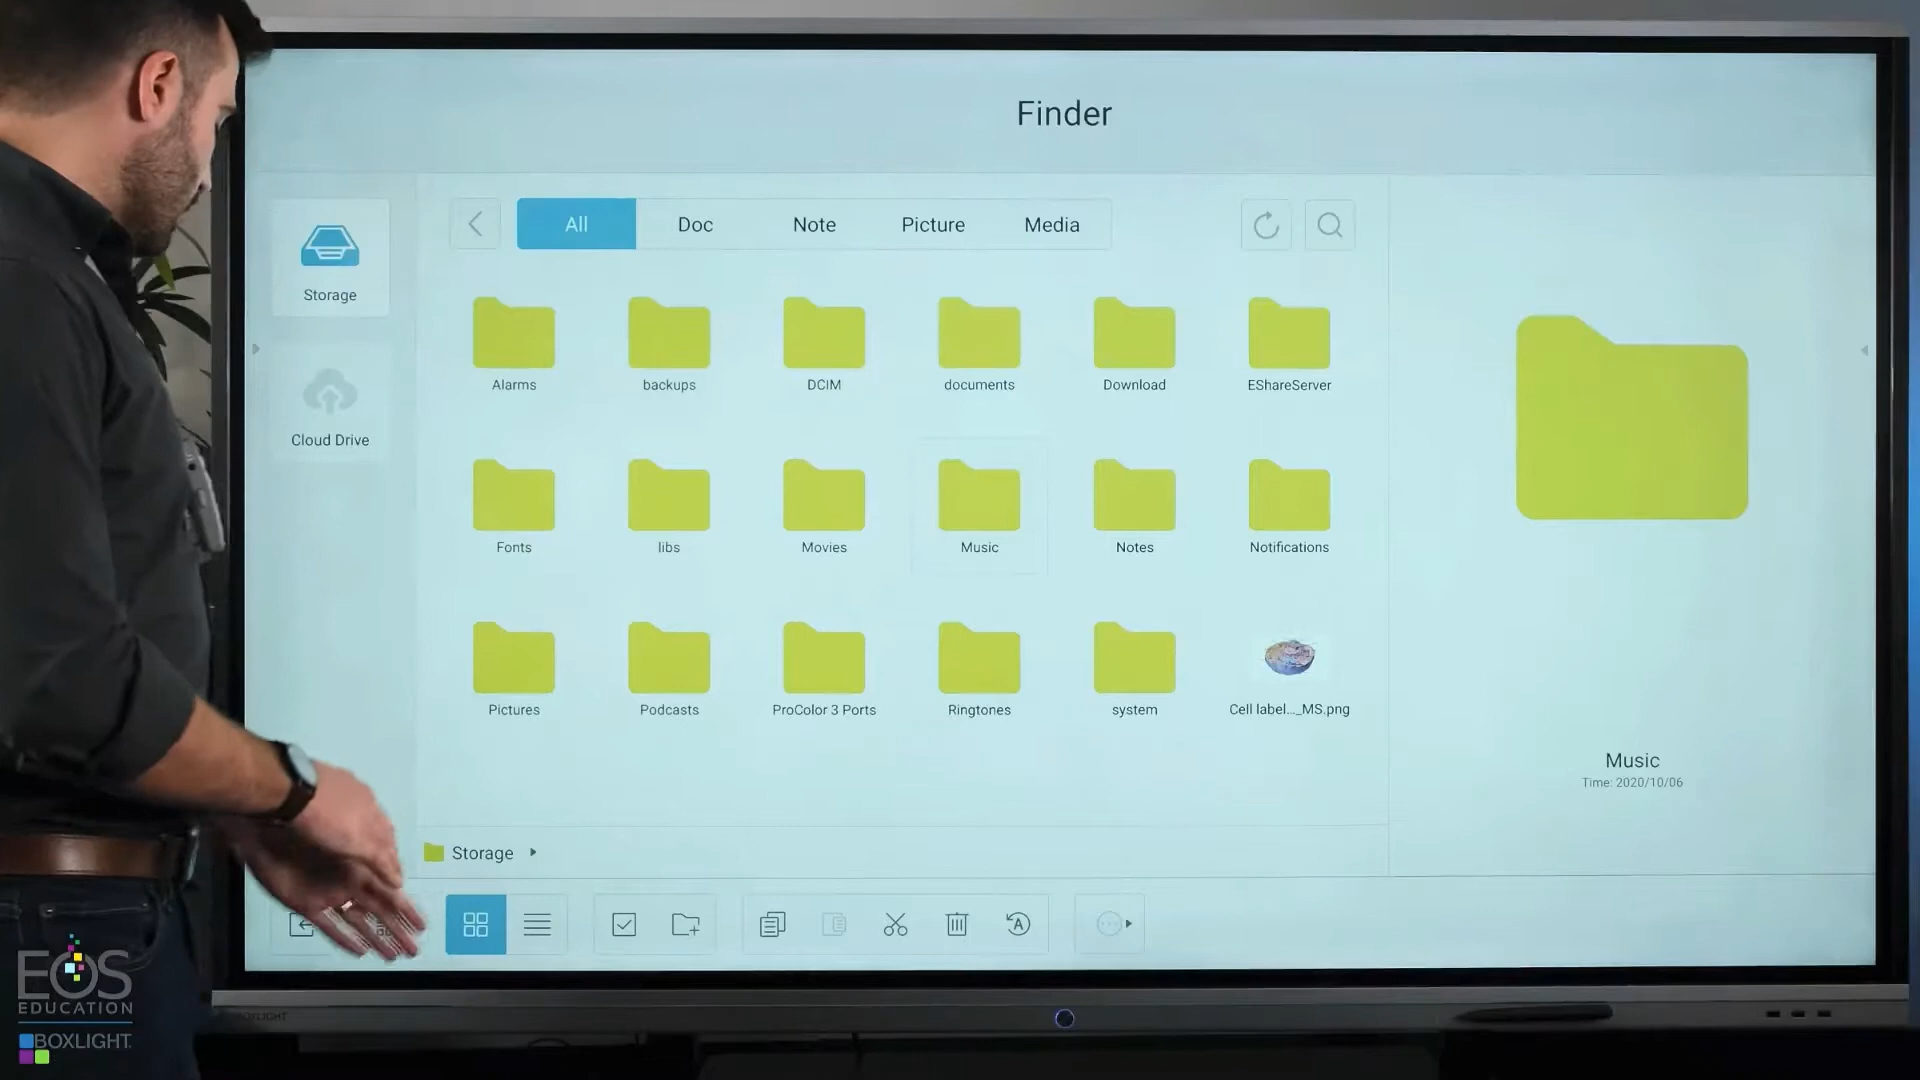 Finder
All Doc Note Picture Media
Storage
Cloud Drive
Alarms backups DCIM documents Download EShareServer
Fonts libs Movies Music Notes Notifications
Pictures Podcasts ProColor 3 Ports Ringtones system Cell label..._MS.png
Music
Time: 2020/10/06
Storage
EOS
EDUCATION
BOXLIGHT
BOXLIGHT